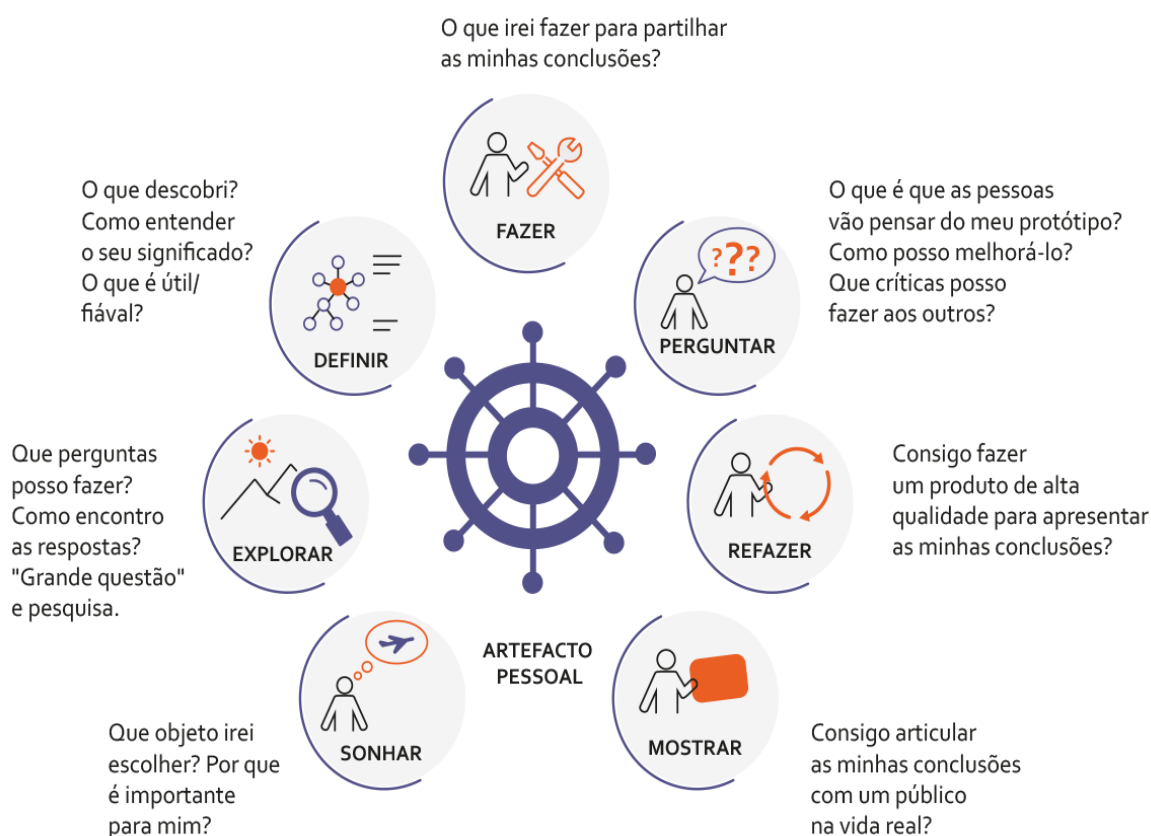 O que irei fazer para partilhar
as minhas conclusões?
FAZER
O que descobri?
Como entender
o seu significado?
O que é útil/
fiával?
DEFINIR
O que é que as pessoas
vão pensar do meu protótipo?
Como posso melhorá-lo?
Que críticas posso
fazer aos outros?
???
PERGUNTAR
Que perguntas
posso fazer?
Como encontro
as respostas?
"Grande questão"
e pesquisa.
EXPLORAR
Consigo fazer
um produto de alta
qualidade para apresentar
as minhas conclusões?
REFAZER
ARTEFACTO
PESSOAL
Que objeto irei
escolher? Por que
é importante
para mim?
SONHAR
MOSTRAR
Consigo articular
as minhas conclusões
com um público
na vida real?